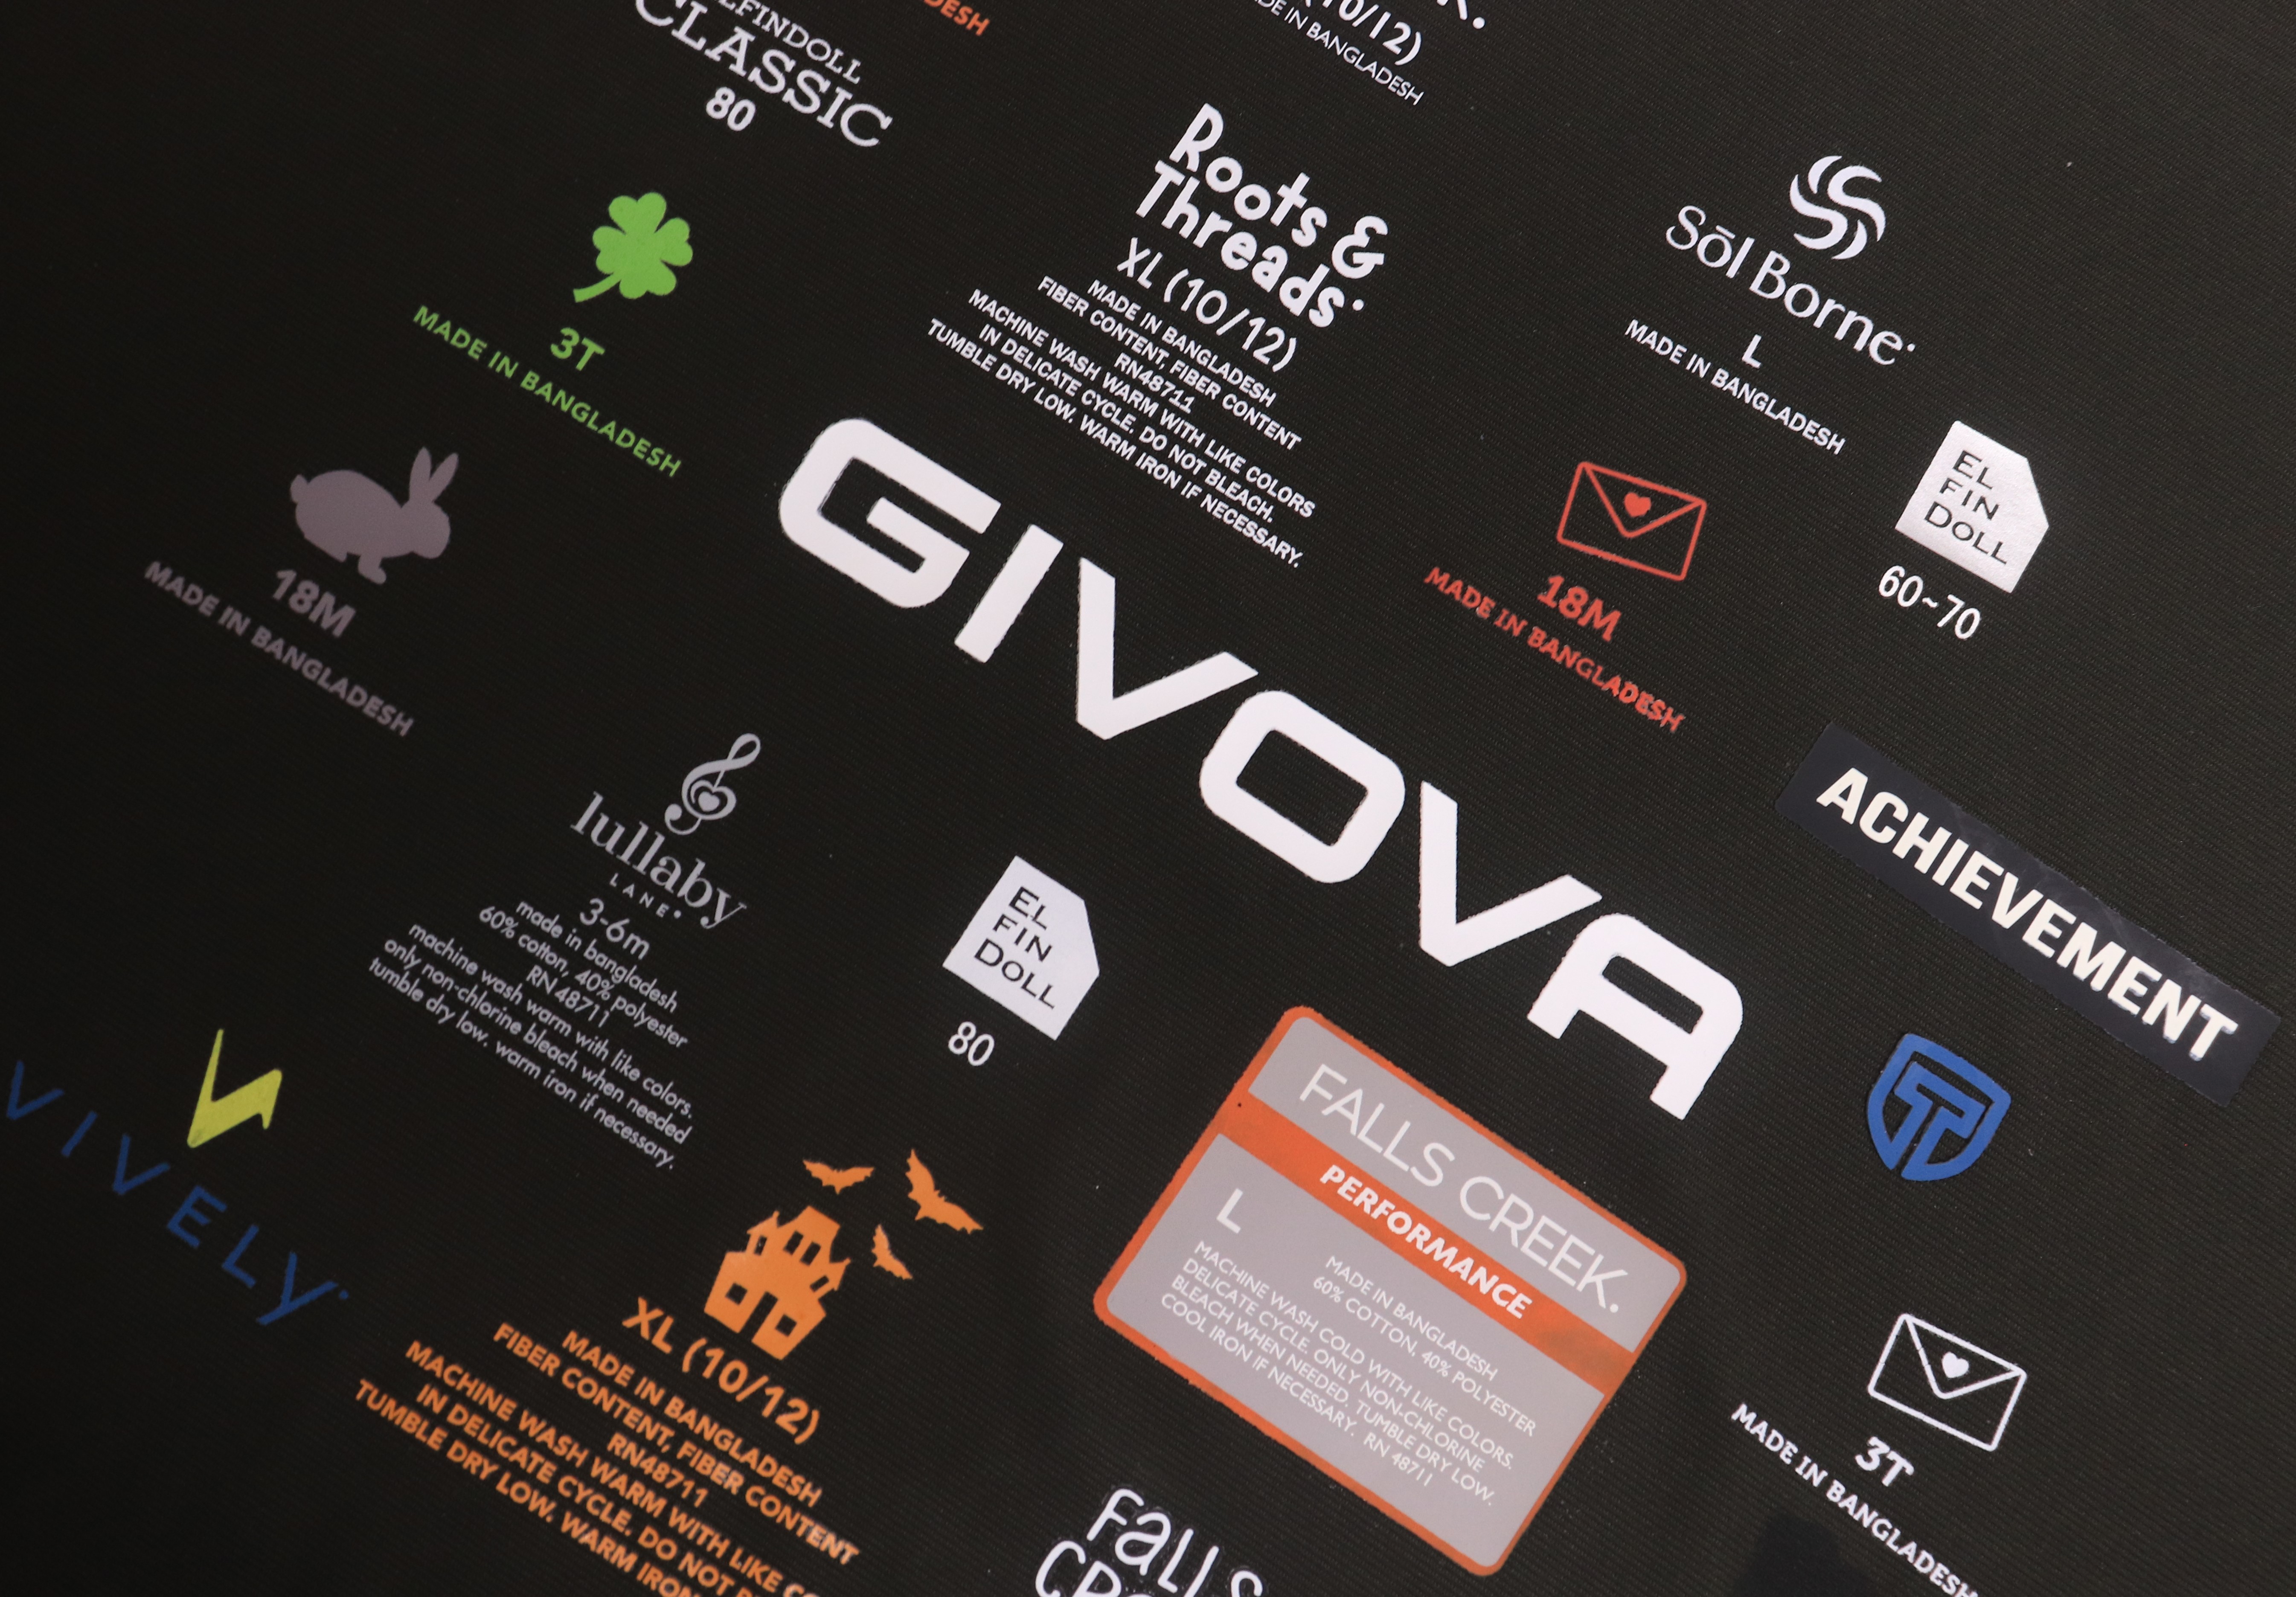 ELFINDOLL
CLASSIC
80
10/12)
MADE IN BANGLADESH
Roots &
Threads
XL (10/12)
MADE IN BANGLADESH
FIBER CONTENT, FIBER CONTENT
RN48711
MACHINE WASH WARM WITH LIKE COLORS
IN DELICATE CYCLE. DO NOT BLEACH.
TUMBLE DRY LOW. WARM IRON IF NECESSARY.
Sōl Borne
L
MADE IN BANGLADESH
3T
MADE IN BANGLADESH
18M
MADE IN BANGLADESH
GIVOVA
18M
MADE IN BANGLADESH
EL
FIN
DOLL
60~70
ACHIEVEMENT
lullaby
LANE
3-6m
made in bangladesh
60% cotton, 40% polyester
RN 48711
machine wash warm with like colors.
only non-chlorine bleach when needed
tumble dry low. warm iron if necessary.
EL
FIN
DOLL
80
VIVELY
XL (10/12)
MADE IN BANGLADESH
FIBER CONTENT, FIBER CONTENT
RN48711
MACHINE WASH WARM WITH LIKE
IN DELICATE CYCLE. DO NOT
TUMBLE DRY LOW. WARM IRON
FALLS CREEK.
PERFORMANCE
L
MADE IN BANGLADESH
60% COTTON, 40% POLYESTER
MACHINE WASH COLD WITH LIKE COLORS.
DELICATE CYCLE. ONLY NON-CHLORINE
BLEACH WHEN NEEDED. TUMBLE DRY LOW.
COOL IRON IF NECESSARY. RN 48711
3T
MADE IN BANGLADESH
Falls